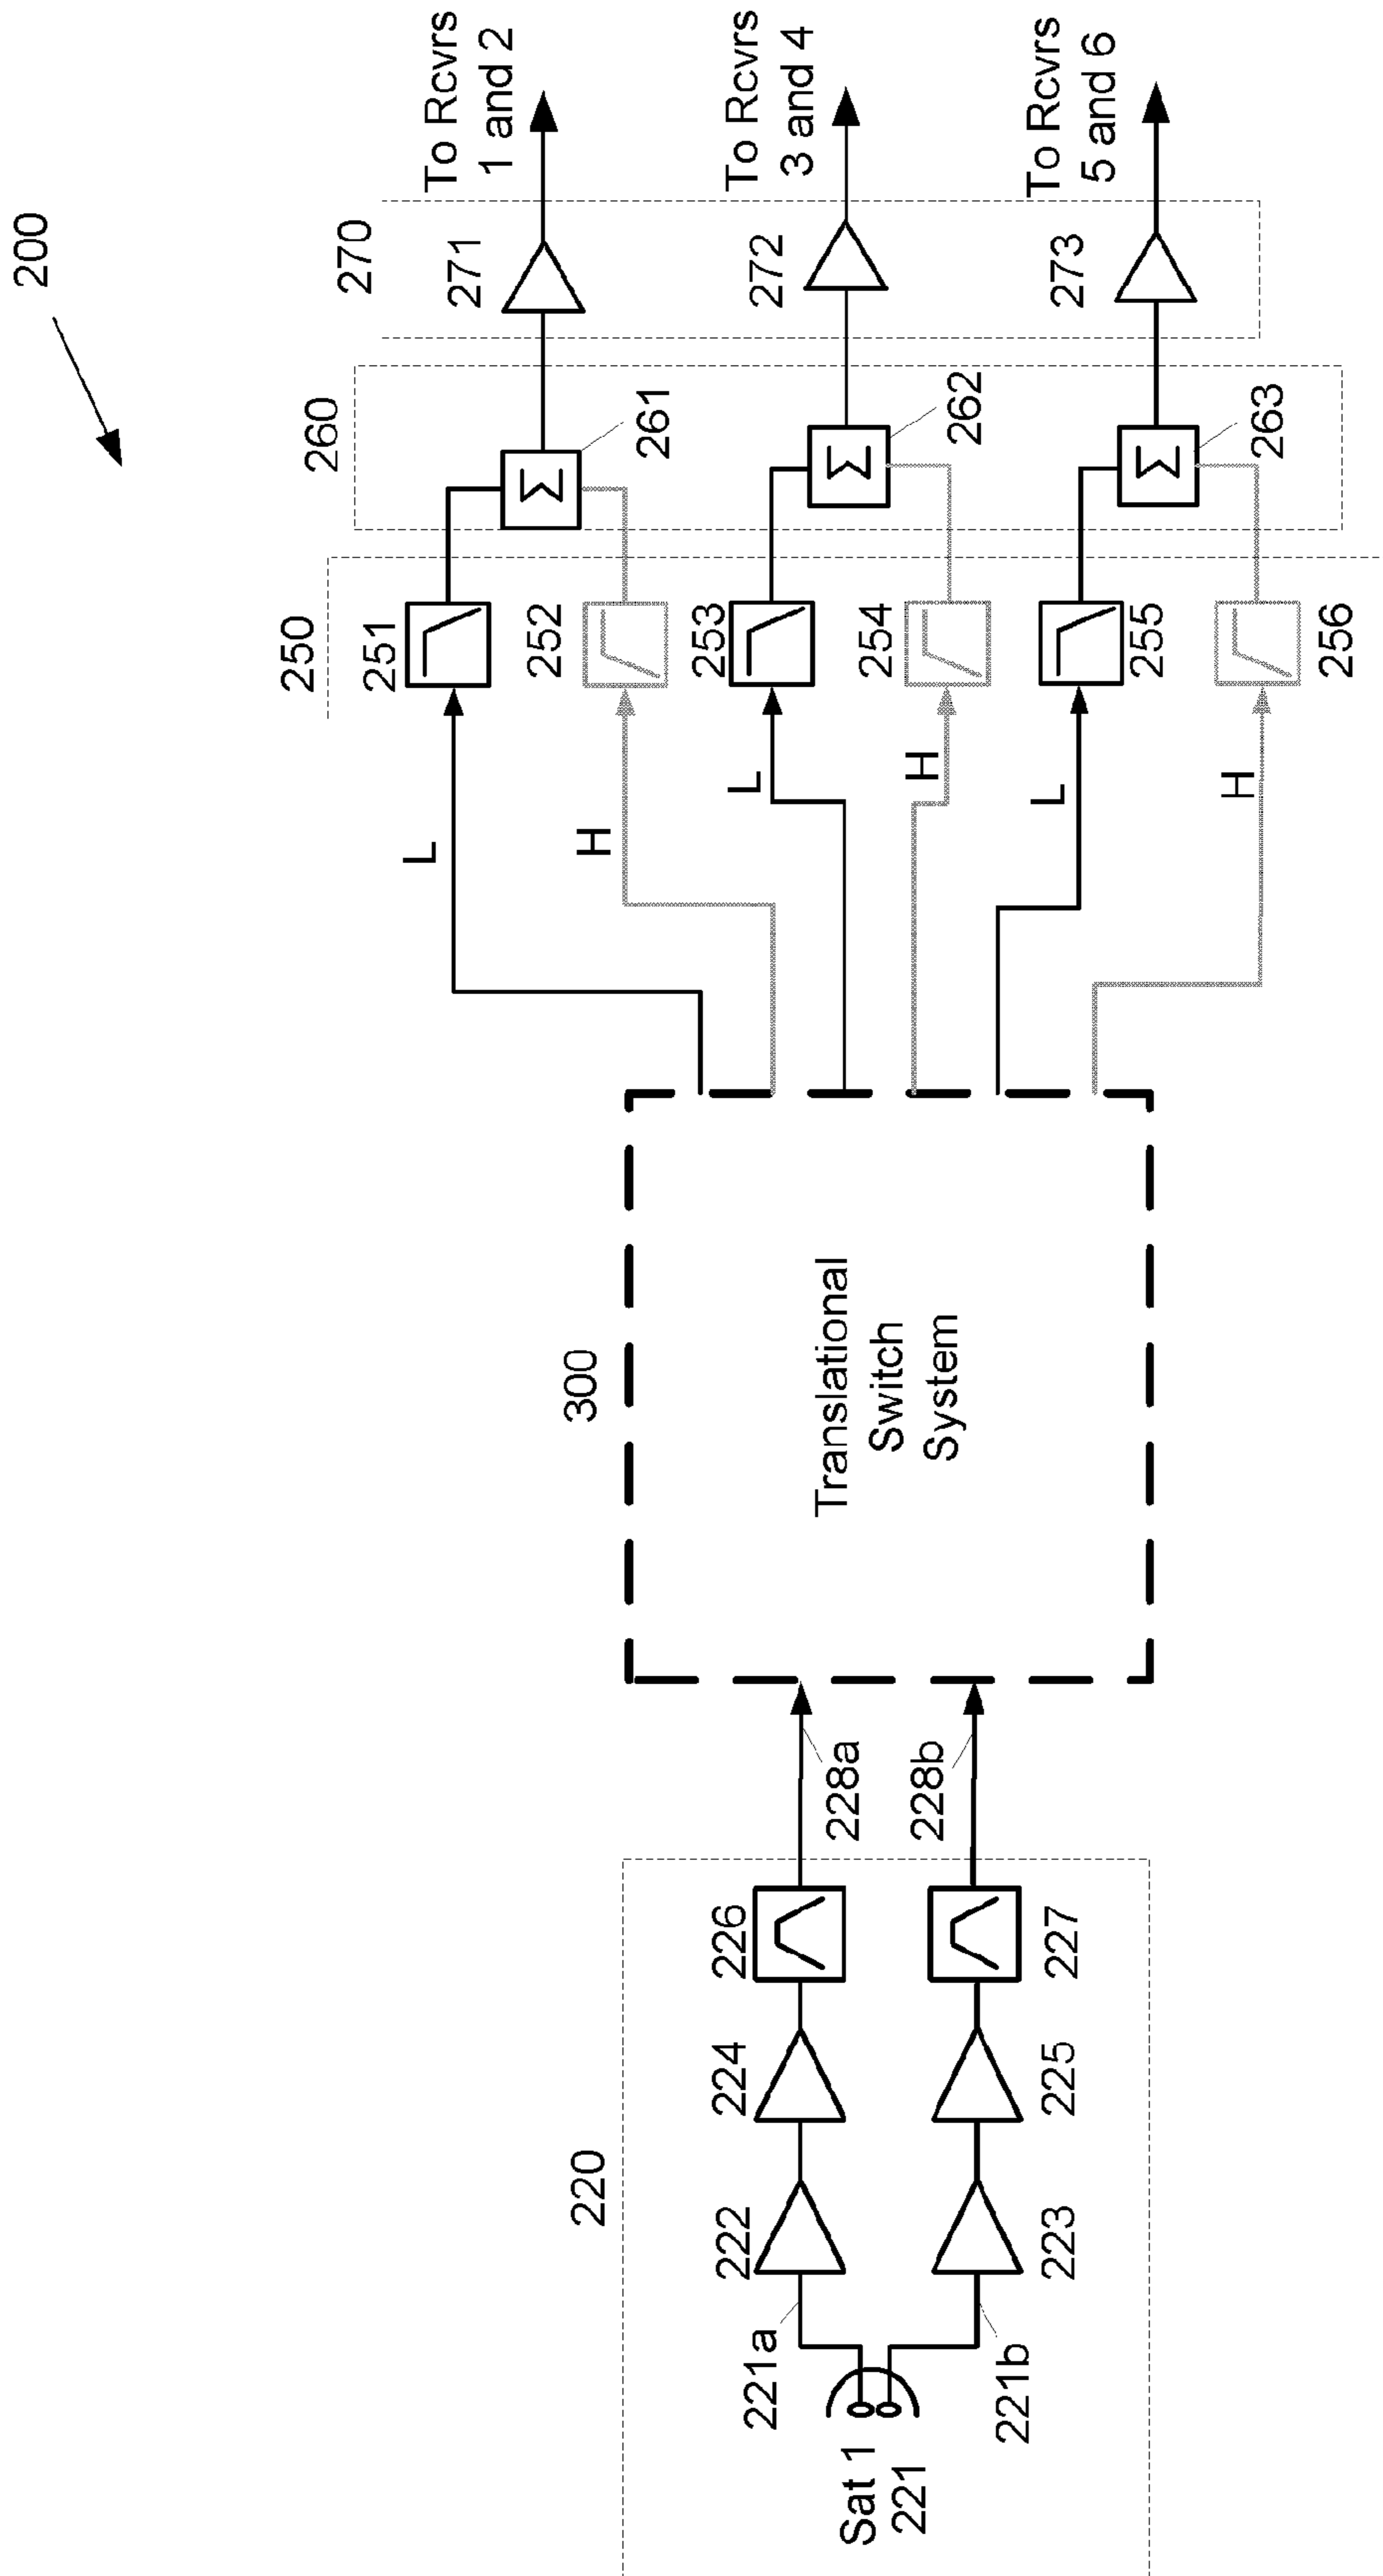 200
220
Sat 1
221
221a
221b
222
223
224
225
226
227
228a
228b
300
Translational
Switch
System
L
H
L
H
L
H
250
251
252
253
254
255
256
260
Σ
261
Σ
262
Σ
263
270
271
272
273
To Rcvrs
1 and 2
To Rcvrs
3 and 4
To Rcvrs
5 and 6